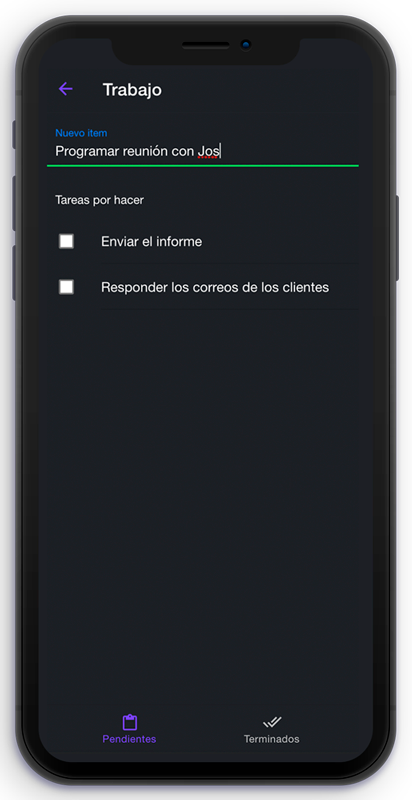 Trabajo
Nuevo item
Programar reunión con Jos
Tareas por hacer
Enviar el informe
Responder los correos de los clientes
Pendientes
Terminados